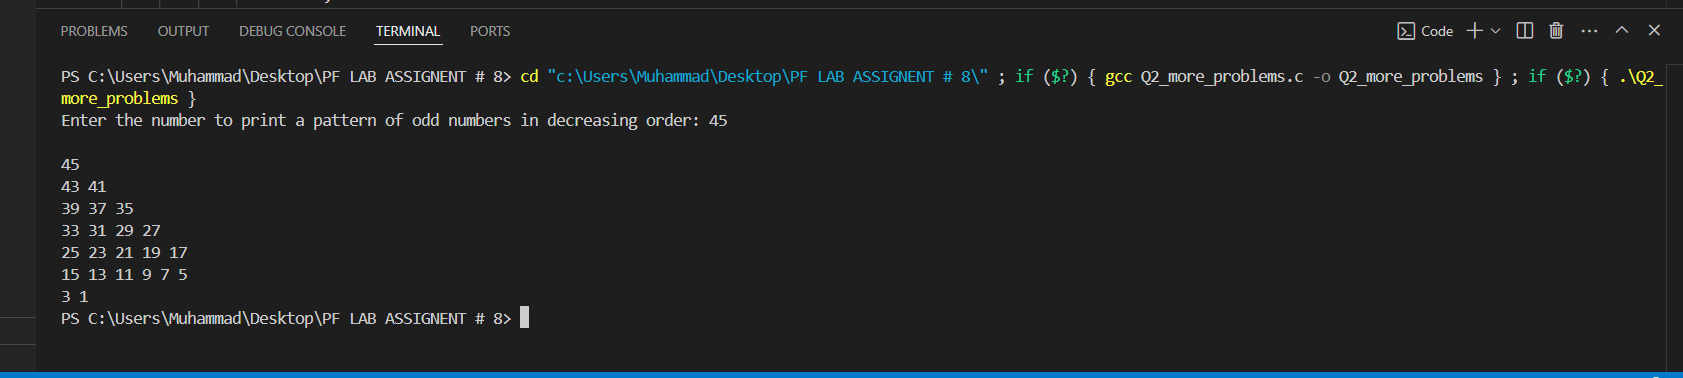 PROBLEMS OUTPUT DEBUG CONSOLE TERMINAL PORTS Code
PS C:\Users\Muhammad\Desktop\PF LAB ASSIGNENT # 8> cd "c:\Users\Muhammad\Desktop\PF LAB ASSIGNENT # 8\" ; if ($?) { gcc Q2_more_problems.c -o Q2_more_problems } ; if ($?) { .\Q2_
more_problems }
Enter the number to print a pattern of odd numbers in decreasing order: 45
45
43 41
39 37 35
33 31 29 27
25 23 21 19 17
15 13 11 9 7 5
3 1
PS C:\Users\Muhammad\Desktop\PF LAB ASSIGNENT # 8>